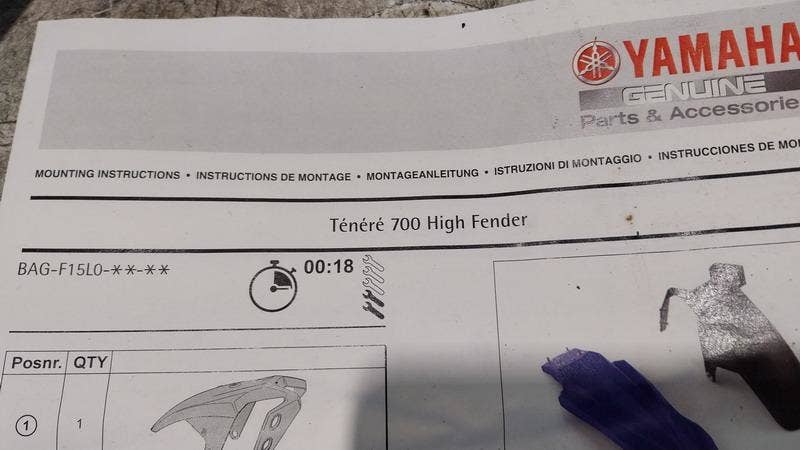 YAMAHA
GENUINE
Parts & Accessorie
MOUNTING INSTRUCTIONS • INSTRUCTIONS DE MONTAGE • MONTAGEANLEITUNG • ISTRUZIONI DI MONTAGGIO • INSTRUCCIONES DE MO
Ténéré 700 High Fender
BAG-F15L0-**-**
00:18
Posnr. QTY
1 1